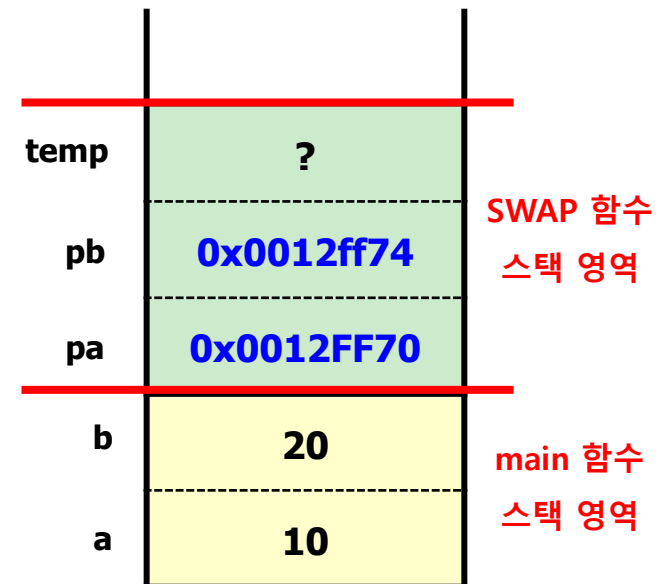 temp ?
SWAP 함수
스택 영역
pb 0x0012ff74
pa 0x0012FF70
b 20
main 함수
스택 영역
a 10